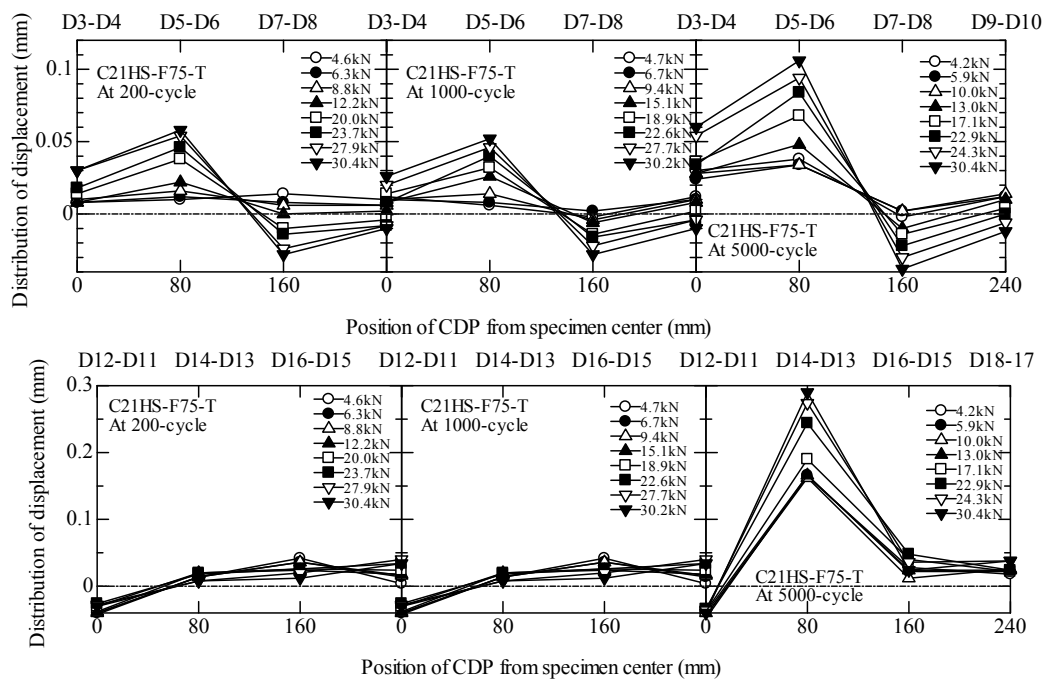 D3-D4 D5-D6 D7-D8 D3-D4 D5-D6 D7-D8 D3-D4 D5-D6 D7-D8 D9-D10
Distribution of displacement (mm)
0.1
0.05
0
C21HS-F75-T
At 200-cycle
4.6kN
6.3kN
8.8kN
12.2kN
20.0kN
23.7kN
27.9kN
30.4kN
C21HS-F75-T
At 1000-cycle
4.7kN
6.7kN
9.4kN
15.1kN
18.9kN
22.6kN
27.7kN
30.2kN
4.2kN
5.9kN
10.0kN
13.0kN
17.1kN
22.9kN
24.3kN
30.4kN
C21HS-F75-T
At 5000-cycle
0 80 160 0 80 160 0 80 160 240
Position of CDP from specimen center (mm)
D12-D11 D14-D13 D16-D15 D12-D11 D14-D13 D16-D15 D12-D11 D14-D13 D16-D15 D18-17
Distribution of displacement (mm)
0.3
0.2
0.1
0
C21HS-F75-T
At 200-cycle
4.6kN
6.3kN
8.8kN
12.2kN
20.0kN
23.7kN
27.9kN
30.4kN
C21HS-F75-T
At 1000-cycle
4.7kN
6.7kN
9.4kN
15.1kN
18.9kN
22.6kN
27.7kN
30.2kN
4.2kN
5.9kN
10.0kN
13.0kN
17.1kN
22.9kN
24.3kN
30.4kN
C21HS-F75-T
At 5000-cycle
0 80 160 0 80 160 0 80 160 240
Position of CDP from specimen center (mm)